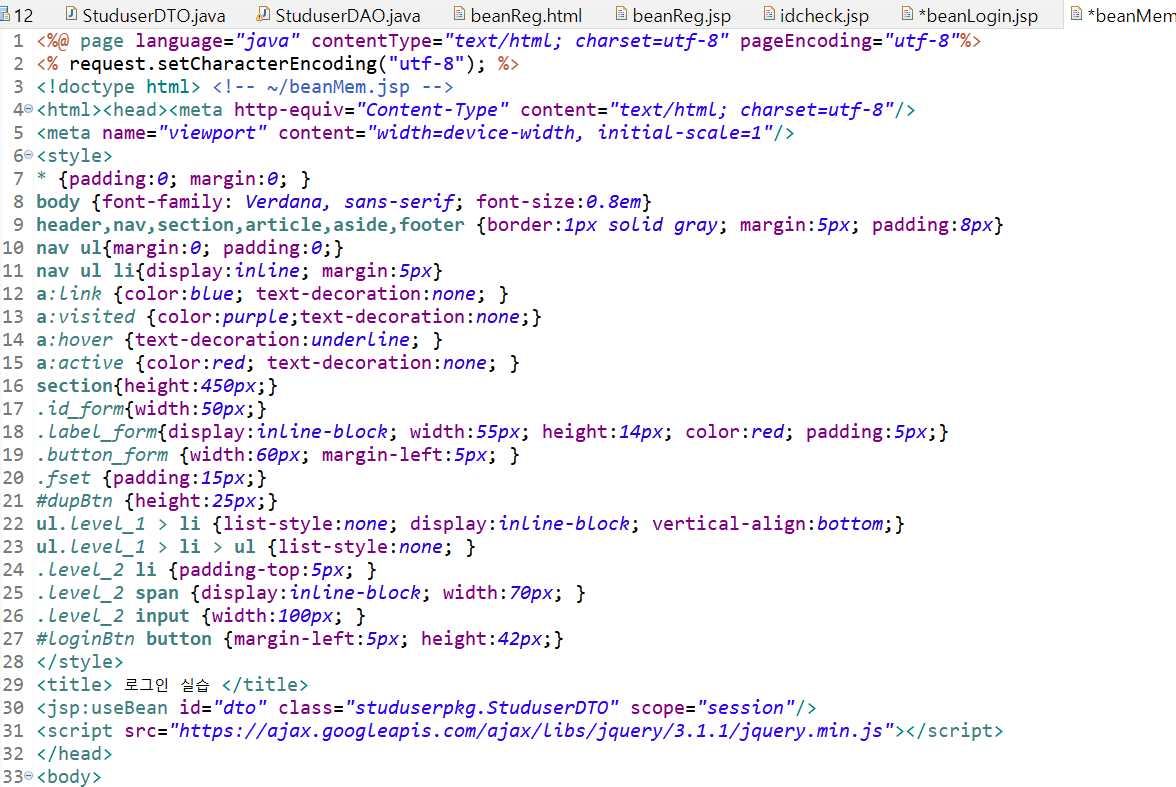 12 StuduserDTO.java StuduserDAO.java beanReg.html beanReg.jsp idcheck.jsp *beanLogin.jsp *beanMem
1 <%@ page language="java" contentType="text/html; charset=utf-8" pageEncoding="utf-8"%>
2 <% request.setCharacterEncoding("utf-8"); %>
3 <!doctype html> <!-- ~/beanMem.jsp -->
4 <html><head><meta http-equiv="Content-Type" content="text/html; charset=utf-8"/>
5 <meta name="viewport" content="width=device-width, initial-scale=1"/>
6 <style>
7 * {padding:0; margin:0; }
8 body {font-family: Verdana, sans-serif; font-size:0.8em}
9 header,nav,section,article,aside,footer {border:1px solid gray; margin:5px; padding:8px}
10 nav ul{margin:0; padding:0;}
11 nav ul li{display:inline; margin:5px}
12 a:link {color:blue; text-decoration:none; }
13 a:visited {color:purple;text-decoration:none;}
14 a:hover {text-decoration:underline; }
15 a:active {color:red; text-decoration:none; }
16 section{height:450px;}
17 .id_form{width:50px;}
18 .label_form{display:inline-block; width:55px; height:14px; color:red; padding:5px;}
19 .button_form {width:60px; margin-left:5px; }
20 .fset {padding:15px;}
21 #dupBtn {height:25px;}
22 ul.level_1 > li {list-style:none; display:inline-block; vertical-align:bottom;}
23 ul.level_1 > li > ul {list-style:none; }
24 .level_2 li {padding-top:5px; }
25 .level_2 span {display:inline-block; width:70px; }
26 .level_2 input {width:100px; }
27 #loginBtn button {margin-left:5px; height:42px;}
28 </style>
29 <title> 로그인 실습 </title>
30 <jsp:useBean id="dto" class="studuserpkg.StuduserDTO" scope="session"/>
31 <script src="https://ajax.googleapis.com/ajax/libs/jquery/3.1.1/jquery.min.js"></script>
32 </head>
33 <body>